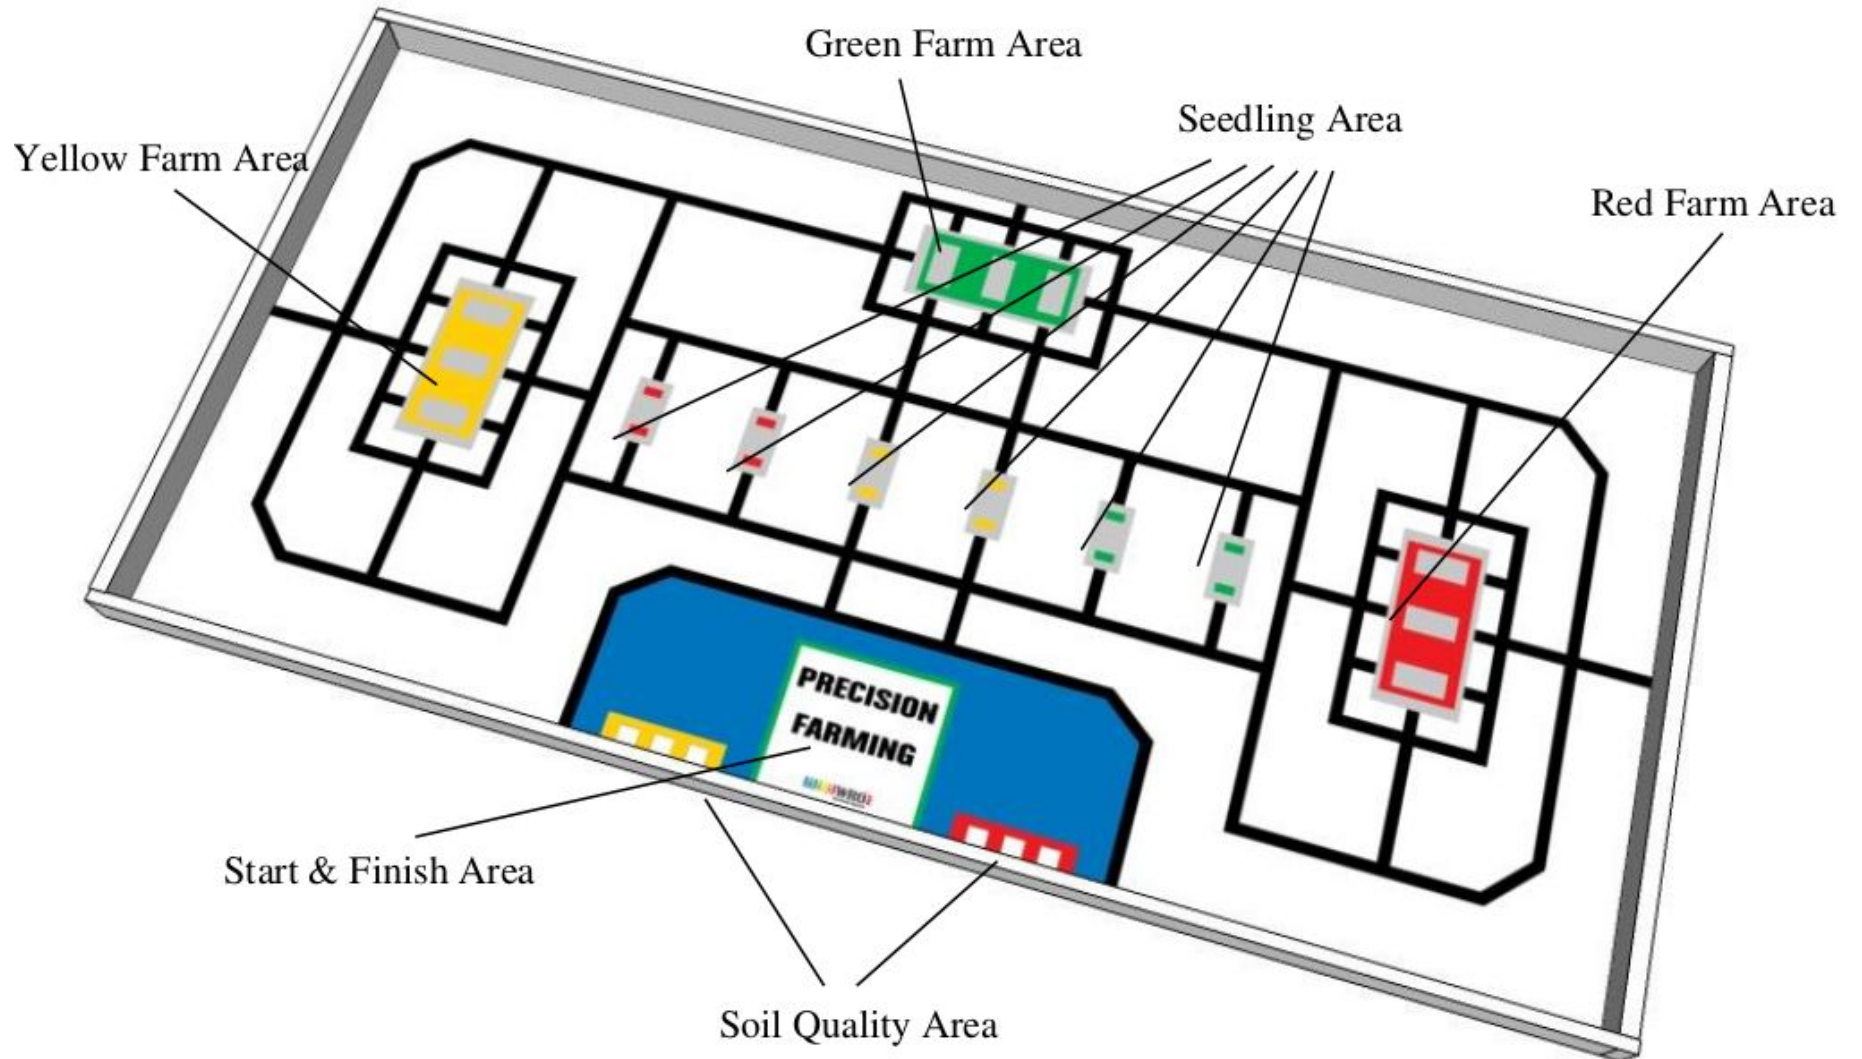 Green Farm Area
Seedling Area
Yellow Farm Area
Red Farm Area
PRECISION
FARMING
WRO
Start & Finish Area
Soil Quality Area